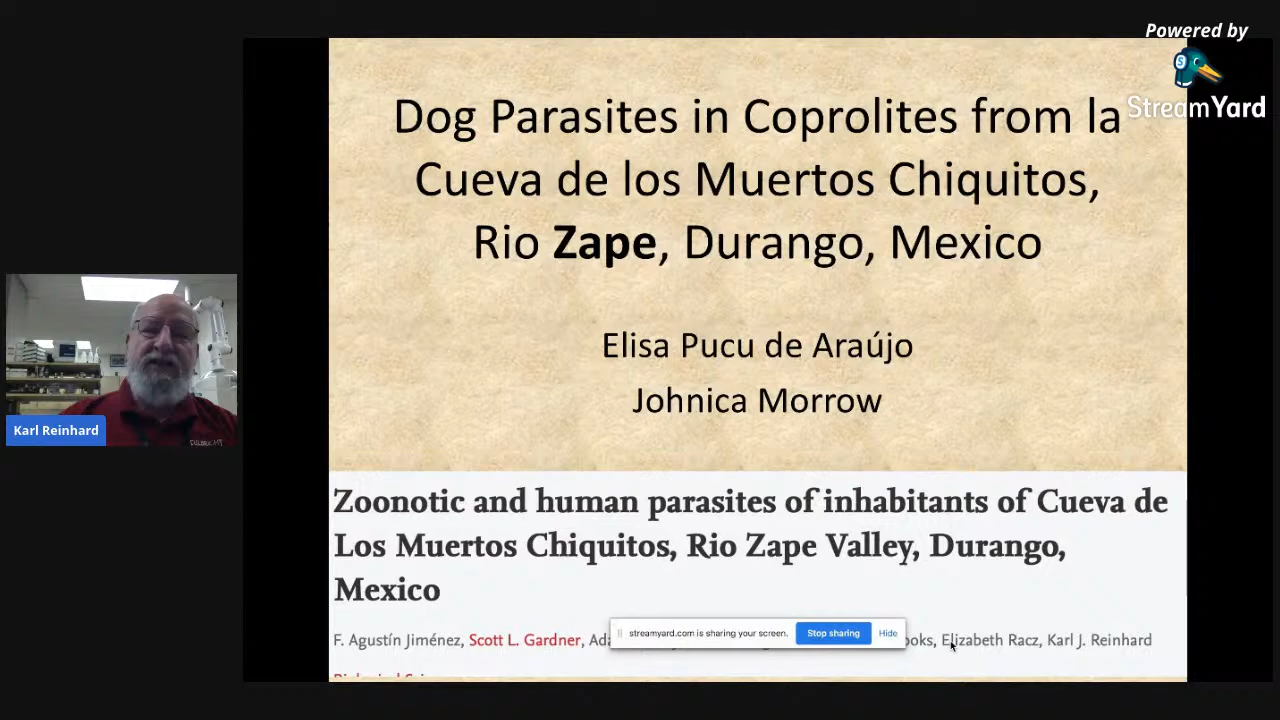 Powered by
StreamYard
Dog Parasites in Coprolites from la
Cueva de los Muertos Chiquitos,
Rio Zape, Durango, Mexico
Elisa Pucu de Araújo
Johnica Morrow
Karl Reinhard
Zoonotic and human parasites of inhabitants of Cueva de
Los Muertos Chiquitos, Rio Zape Valley, Durango,
Mexico
streamyard.com is sharing your screen. Stop sharing Hide
F. Agustín Jiménez, Scott L. Gardner, Elizabeth Racz, Karl J. Reinhard